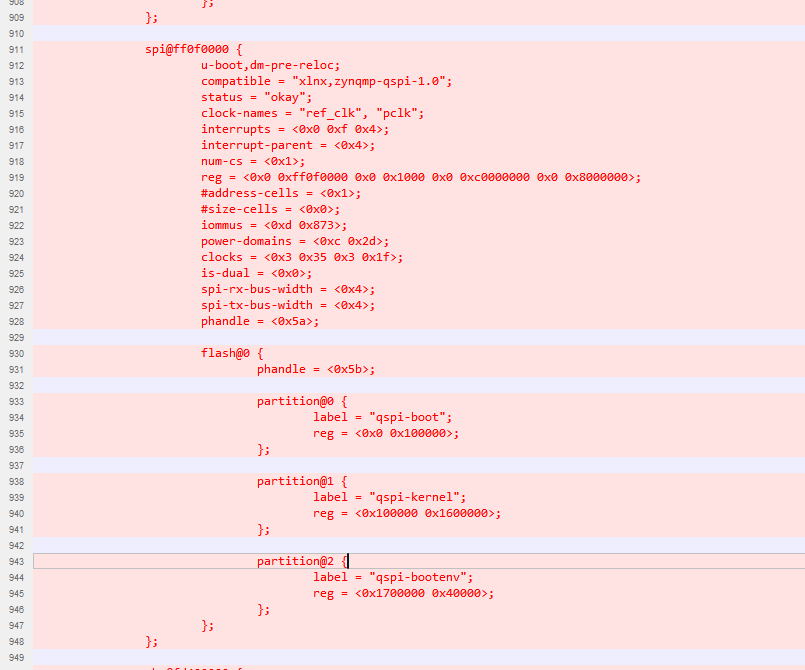 908 };
909 };
910
911 spi@ff0f0000 {
912 u-boot,dm-pre-reloc;
913 compatible = "xlnx,zynqmp-qspi-1.0";
914 status = "okay";
915 clock-names = "ref_clk", "pclk";
916 interrupts = <0x0 0xf 0x4>;
917 interrupt-parent = <0x4>;
918 num-cs = <0x1>;
919 reg = <0x0 0xff0f0000 0x0 0x1000 0x0 0xc0000000 0x0 0x8000000>;
920 #address-cells = <0x1>;
921 #size-cells = <0x0>;
922 iommus = <0xd 0x873>;
923 power-domains = <0xc 0x2d>;
924 clocks = <0x3 0x35 0x3 0x1f>;
925 is-dual = <0x0>;
926 spi-rx-bus-width = <0x4>;
927 spi-tx-bus-width = <0x4>;
928 phandle = <0x5a>;
929
930 flash@0 {
931 phandle = <0x5b>;
932
933 partition@0 {
934 label = "qspi-boot";
935 reg = <0x0 0x100000>;
936 };
937
938 partition@1 {
939 label = "qspi-kernel";
940 reg = <0x100000 0x1600000>;
941 };
942
943 partition@2 {
944 label = "qspi-bootenv";
945 reg = <0x1700000 0x40000>;
946 };
947 };
948 };
949